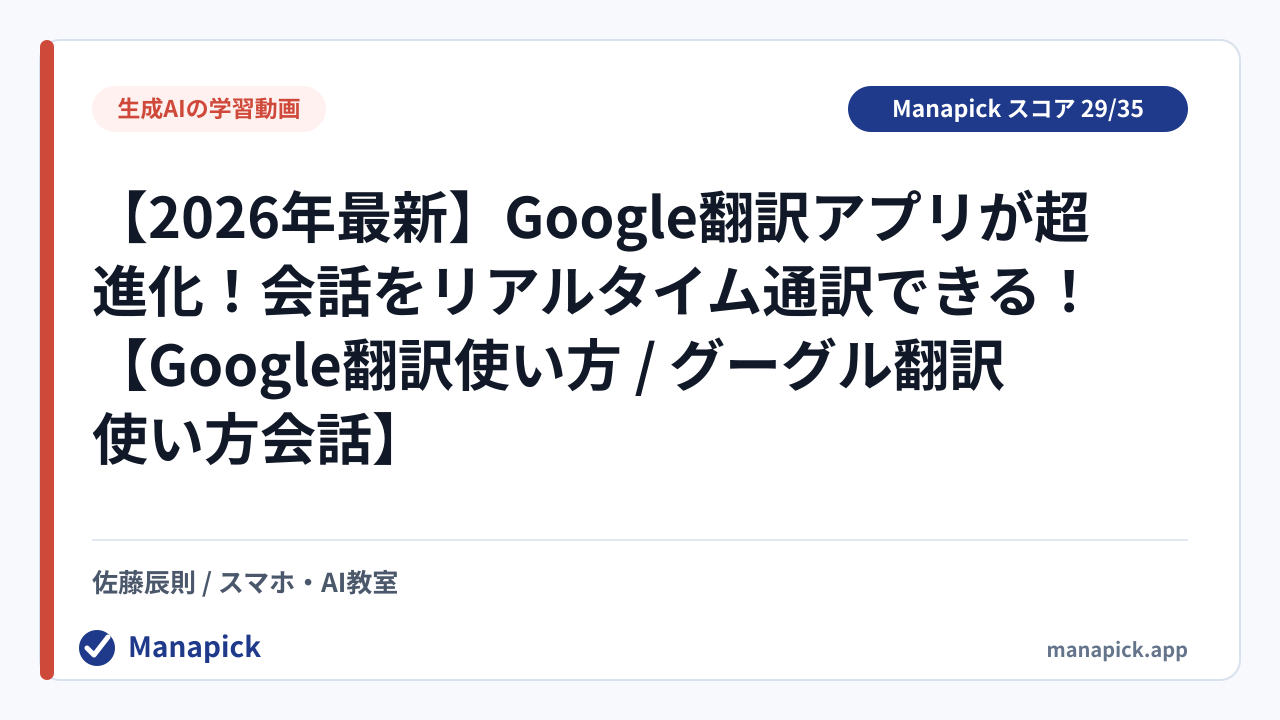 生成AIの学習動画
Manapick スコア 29/35
【2026年最新】Google翻訳アプリが超
進化！会話をリアルタイム通訳できる！
【Google翻訳使い方 / グーグル翻訳
使い方会話】
佐藤辰則 / スマホ・AI教室
Manapick
manapick.app